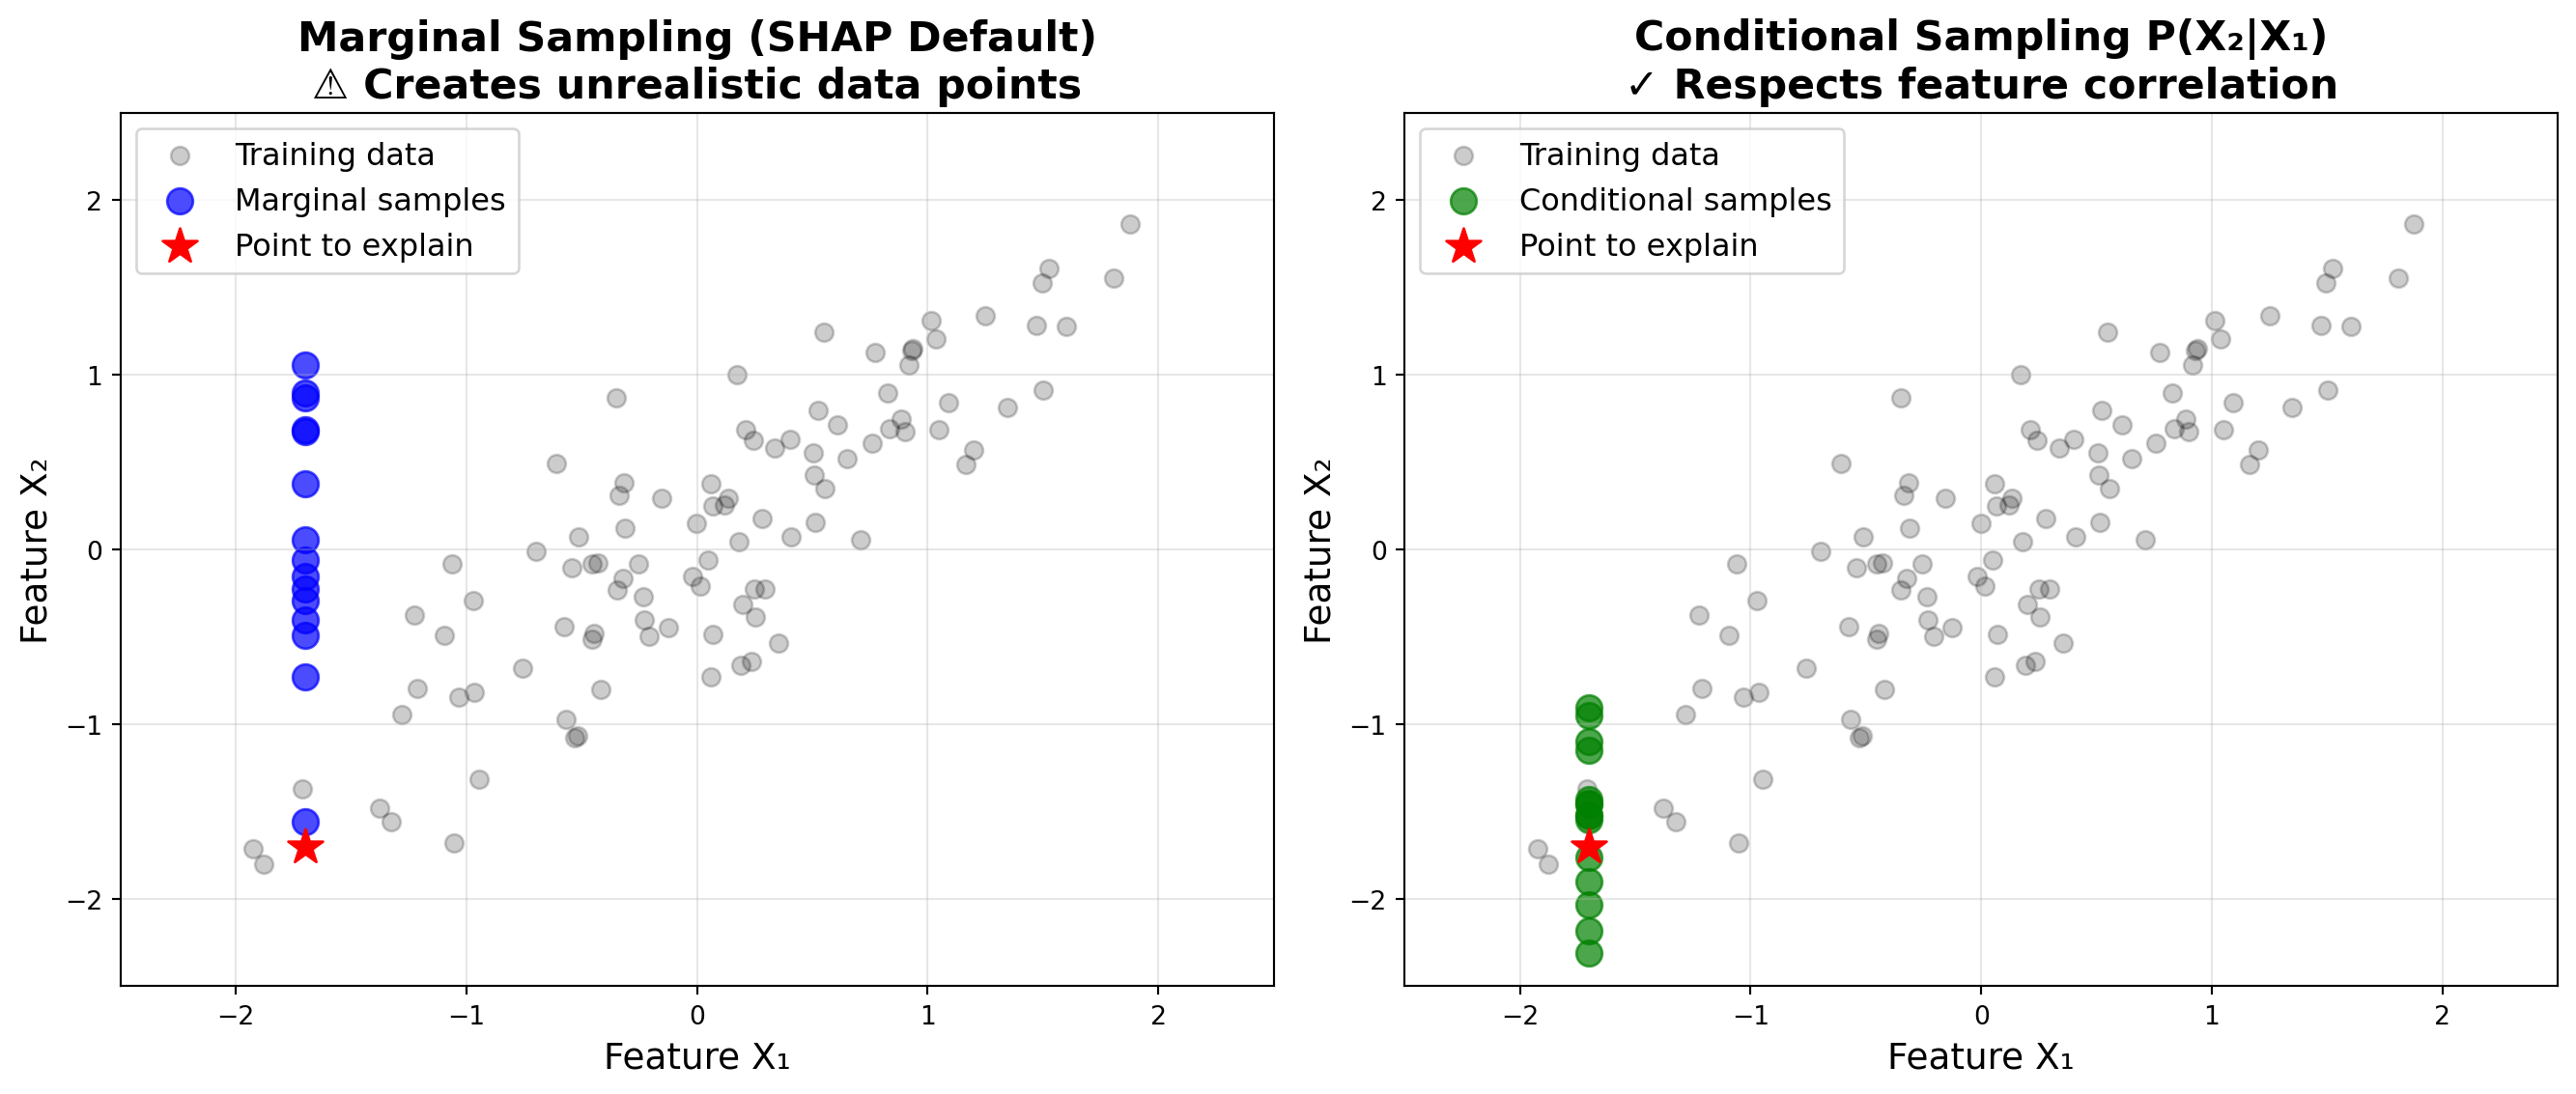 Marginal Sampling (SHAP Default)
⚠ Creates unrealistic data points
Training data
Marginal samples
Point to explain
Feature X₂
2
1
0
−1
−2
−2
−1
0
1
2
Feature X₁
Conditional Sampling P(X₂|X₁)
✓ Respects feature correlation
Training data
Conditional samples
Point to explain
Feature X₂
2
1
0
−1
−2
−2
−1
0
1
2
Feature X₁